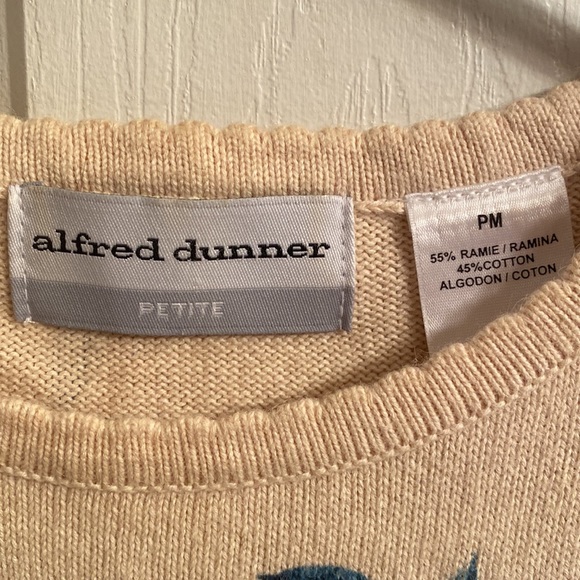 alfred dunner
PETITE
PM
55% RAMIE / RAMINA
45%COTTON
ALGODON / COTON